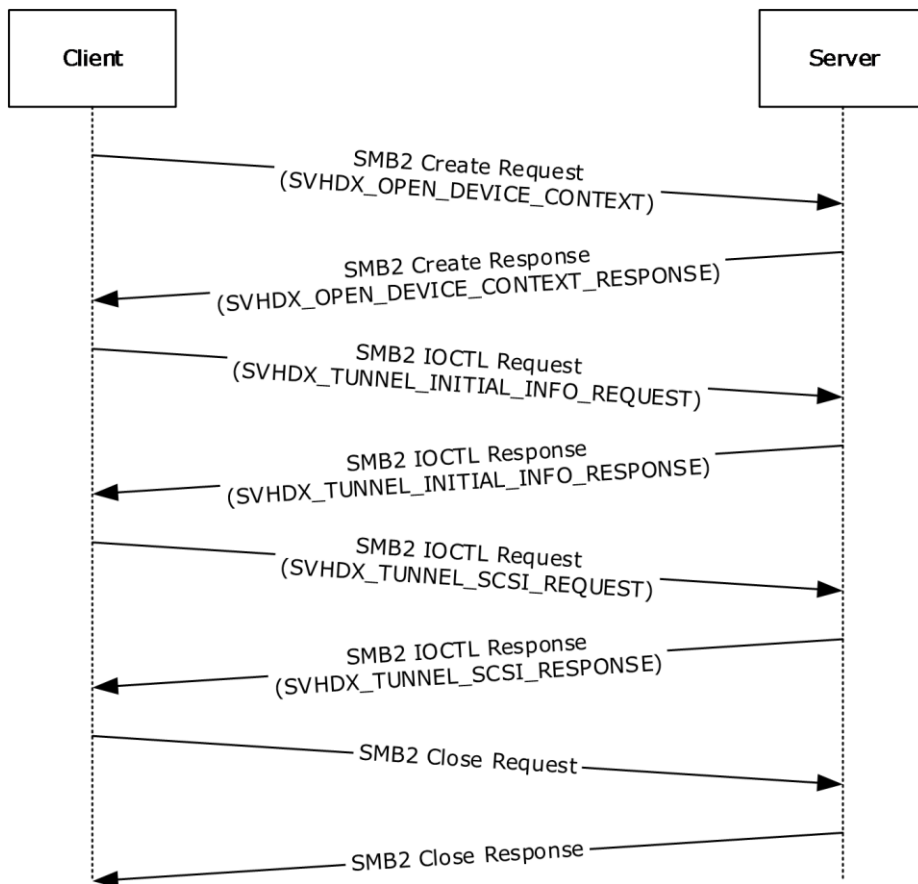 Client
Server
SMB2 Create Request
(SVHDX_OPEN_DEVICE_CONTEXT)
SMB2 Create Response
(SVHDX_OPEN_DEVICE_CONTEXT_RESPONSE)
SMB2 IOCTL Request
(SVHDX_TUNNEL_INITIAL_INFO_REQUEST)
SMB2 IOCTL Response
(SVHDX_TUNNEL_INITIAL_INFO_RESPONSE)
SMB2 IOCTL Request
(SVHDX_TUNNEL_SCSI_REQUEST)
SMB2 IOCTL Response
(SVHDX_TUNNEL_SCSI_RESPONSE)
SMB2 Close Request
SMB2 Close Response